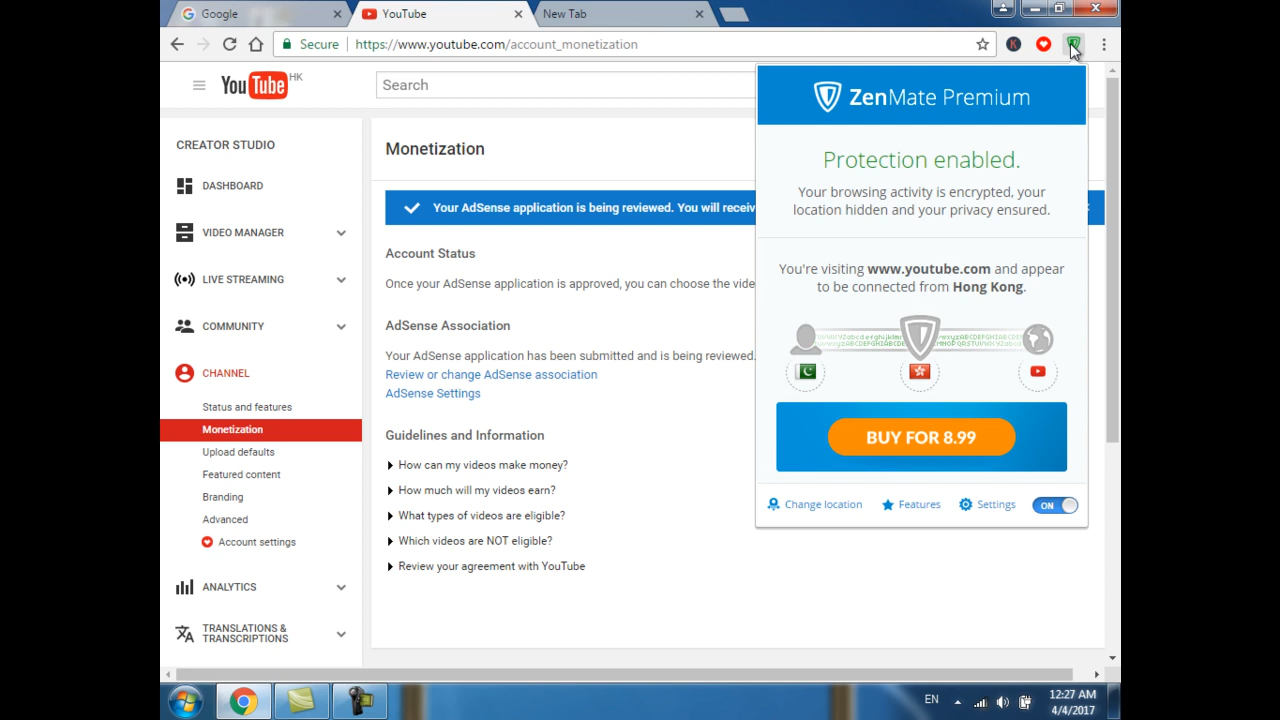 Google
YouTube
New Tab
Secure
https://www.youtube.com/account_monetization
K
YouTube HK
Search
CREATOR STUDIO
DASHBOARD
VIDEO MANAGER
LIVE STREAMING
COMMUNITY
CHANNEL
Status and features
Monetization
Upload defaults
Featured content
Branding
Advanced
Account settings
ANALYTICS
TRANSLATIONS &
TRANSCRIPTIONS
Monetization
Your AdSense application is being reviewed. You will receiv
Account Status
Once your AdSense application is approved, you can choose the vide
AdSense Association
Your AdSense application has been submitted and is being reviewed.
Review or change AdSense association
AdSense Settings
Guidelines and Information
How can my videos make money?
How much will my videos earn?
What types of videos are eligible?
Which videos are NOT eligible?
Review your agreement with YouTube
ZenMate Premium
Protection enabled.
Your browsing activity is encrypted, your
location hidden and your privacy ensured.
You're visiting www.youtube.com and appear
to be connected from Hong Kong.
BUY FOR 8.99
Change location
Features
Settings
ON
EN
12:27 AM
4/4/2017